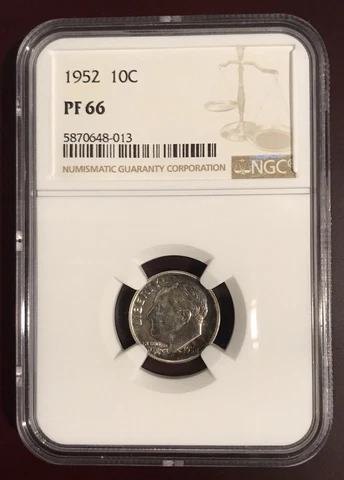 1952 10C
PF 66
5870648-013
NUMISMATIC GUARANTY CORPORATION
NGC®
LIBERTY